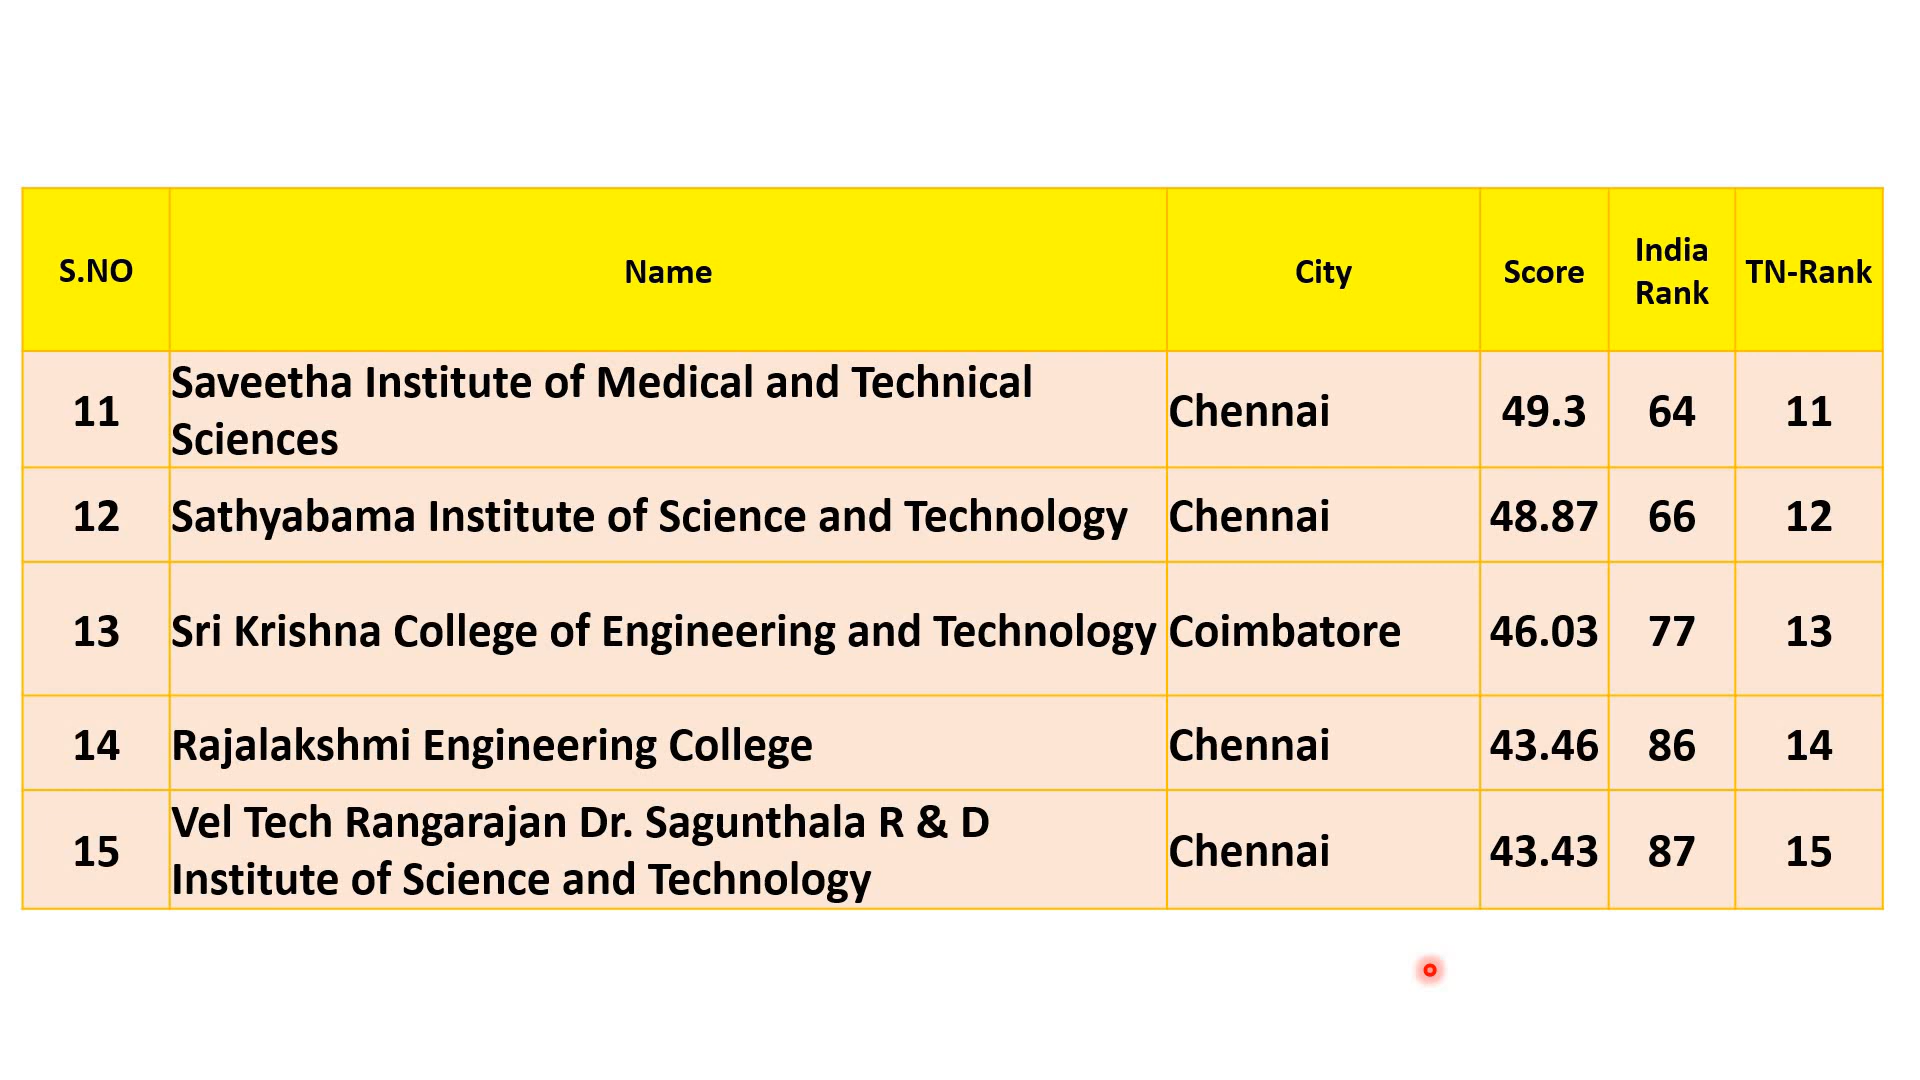 S.NO Name City Score India Rank TN-Rank
11 Saveetha Institute of Medical and Technical Sciences Chennai 49.3 64 11
12 Sathyabama Institute of Science and Technology Chennai 48.87 66 12
13 Sri Krishna College of Engineering and Technology Coimbatore 46.03 77 13
14 Rajalakshmi Engineering College Chennai 43.46 86 14
15 Vel Tech Rangarajan Dr. Sagunthala R & D Institute of Science and Technology Chennai 43.43 87 15